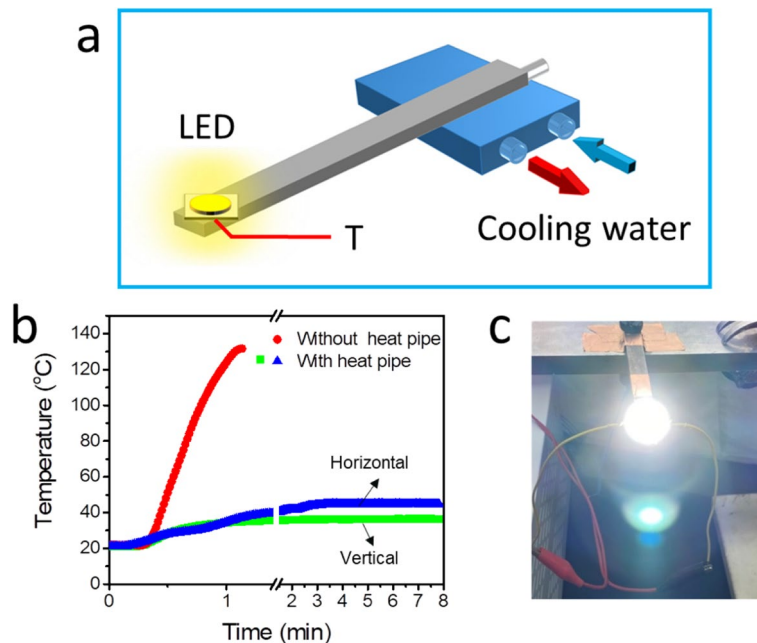 a
LED
T
Cooling water
b
Temperature (°C)
140
120
100
80
60
40
20
0
Without heat pipe
With heat pipe
Horizontal
Vertical
0 1 2 3 4 5 6 7 8
Time (min)
c